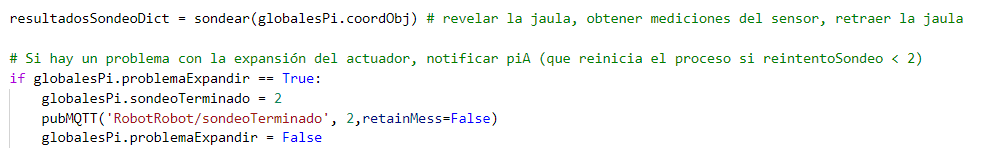 resultadosSondeoDict = sondear(globalesPi.coordObj) # revelar la jaula, obtener mediciones del sensor, retraer la jaula
# Si hay un problema con la expansión del actuador, notificar piA (que reinicia el proceso si reintentoSondeo < 2)
if globalesPi.problemaExpandir == True:
globalesPi.sondeoTerminado = 2
pubMQTT('RobotRobot/sondeoTerminado', 2,retainMess=False)
globalesPi.problemaExpandir = False